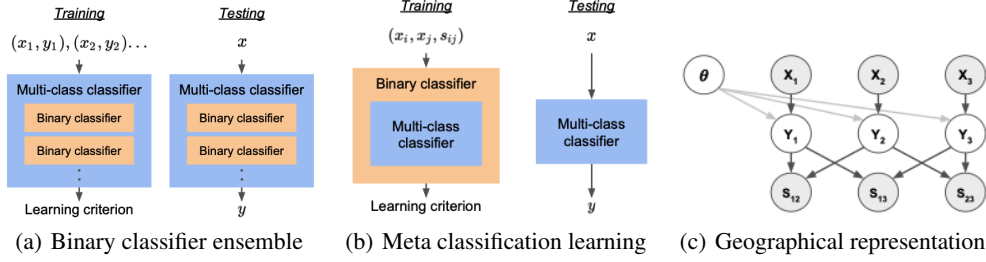 Training
Testing
(x₁, y₁), (x₂, y₂)...
x
Multi-class classifier
Binary classifier
Binary classifier
⋮
Multi-class classifier
Binary classifier
Binary classifier
⋮
Learning criterion
y
(a) Binary classifier ensemble
Training
Testing
(xᵢ, xⱼ, sᵢⱼ)
x
Binary classifier
Multi-class
classifier
Multi-class
classifier
Learning criterion
y
(b) Meta classification learning
θ
X₁
X₂
X₃
Y₁
Y₂
Y₃
S₁₂
S₁₃
S₂₃
(c) Geographical representation